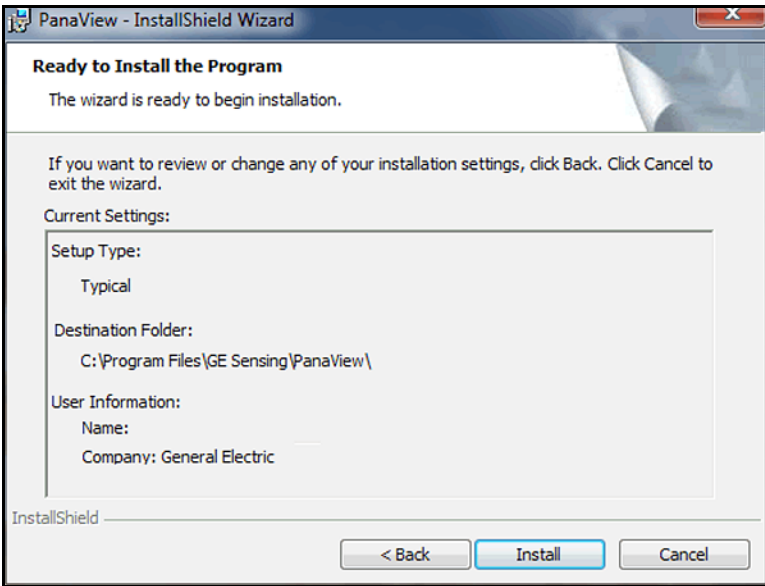 PanaView - InstallShield Wizard
Ready to Install the Program
The wizard is ready to begin installation.
If you want to review or change any of your installation settings, click Back. Click Cancel to
exit the wizard.
Current Settings:
Setup Type:
Typical
Destination Folder:
C:\Program Files\GE Sensing\PanaView\
User Information:
Name:
Company: General Electric
InstallShield
< Back
Install
Cancel